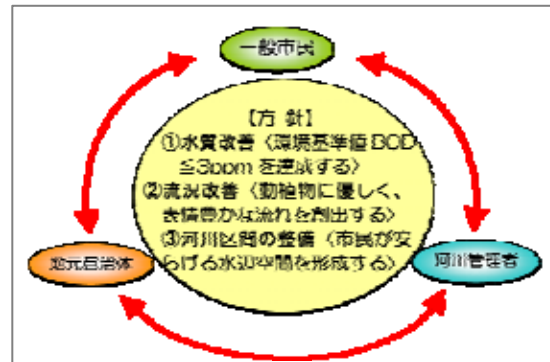 一般市民
【方 針】
①水質改善〈環境基準値BOD
≦3ppmを達成する〉
②流況改善〈動植物に優しく、
表情豊かな流れを創出する〉
③河川区間の整備〈市民が安
らげる水辺空間を形成する〉
地元自治体
河川管理者